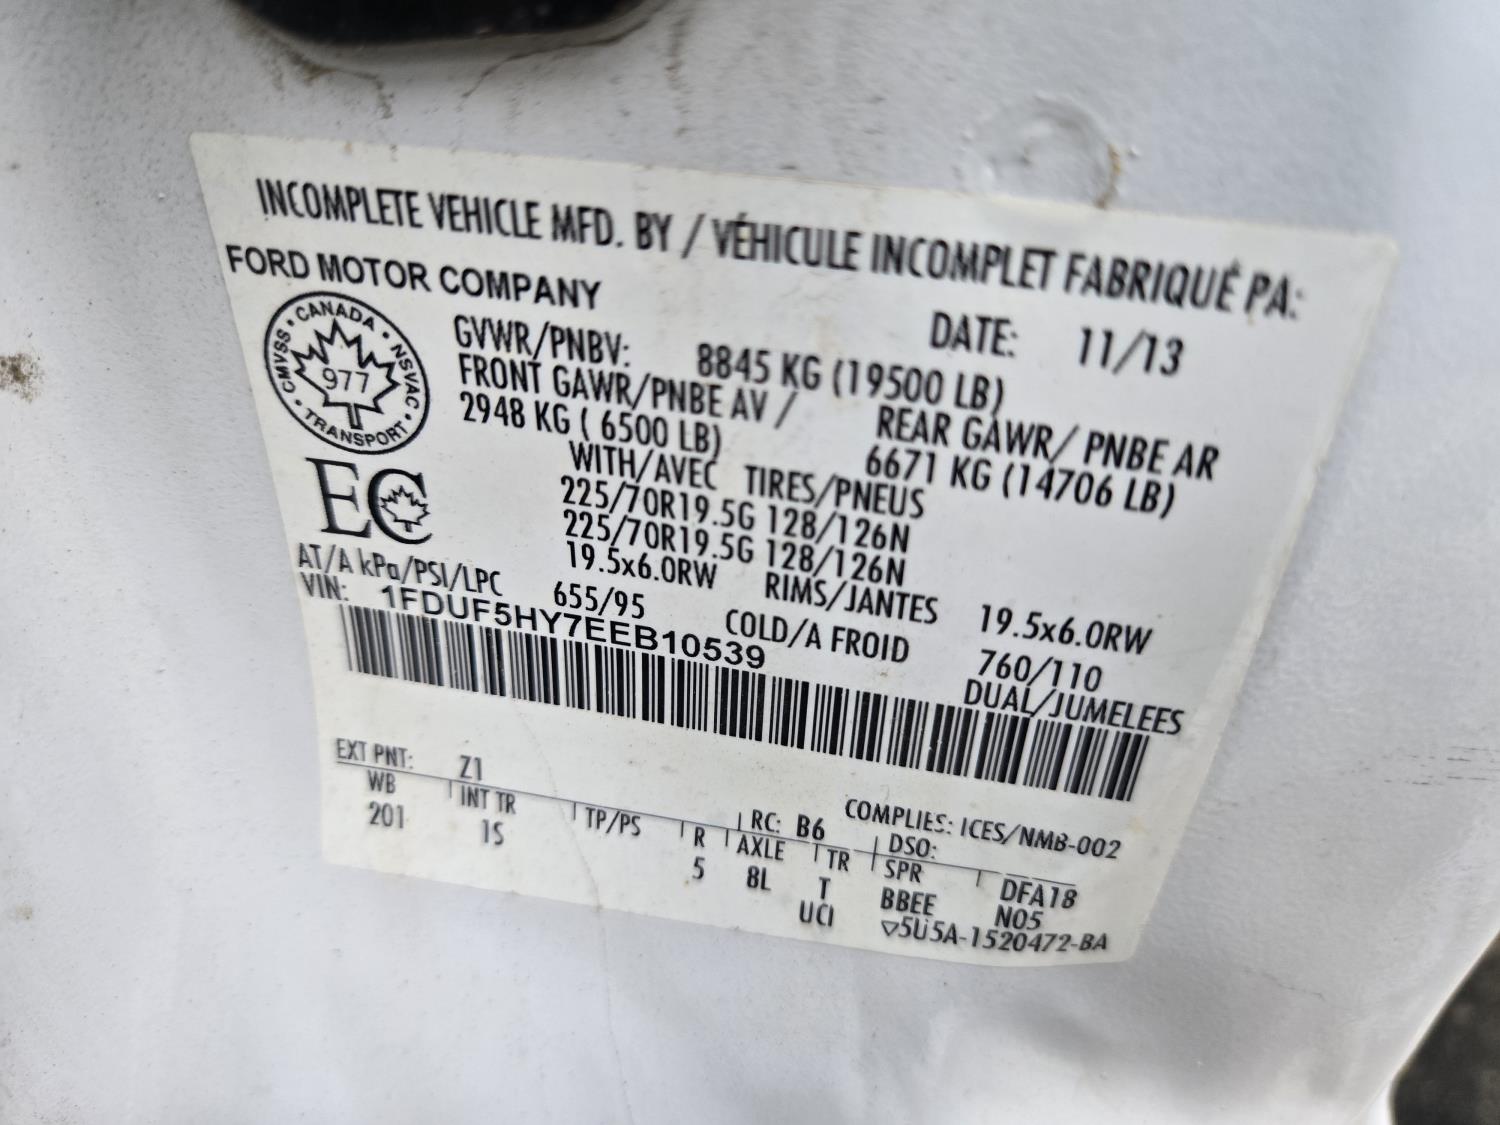 INCOMPLETE VEHICLE MFD. BY / VÉHICULE INCOMPLET FABRIQUÉ PA:
FORD MOTOR COMPANY
DATE: 11/13
GVWR/PNBV: 8845 KG (19500 LB)
FRONT GAWR/PNBE AV / REAR GAWR/ PNBE AR
2948 KG ( 6500 LB) 6671 KG (14706 LB)
WITH/AVEC TIRES/PNEUS
225/70R19.5G 128/126N
225/70R19.5G 128/126N
19.5x6.0RW RIMS/JANTES 19.5x6.0RW
AT/A kPa/PSI/LPC 655/95 COLD/A FROID 760/110
DUAL/JUMELEES
VIN: 1FDUF5HY7EEB10539
CANADA
CMVSS · NSVAC
977
TRANSPORT
EC
EXT PNT: Z1 RC: B6 COMPLIES: ICES/NMB-002
DSO:
WB INT TR TP/PS R AXLE TR SPR DFA18
201 1S 5 8L T BBEE N05
UCI ▽5U5A-1520472-BA